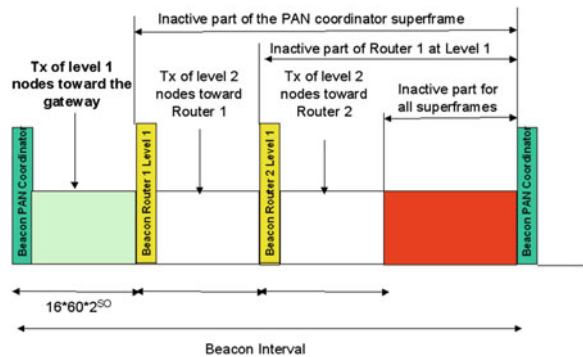 Inactive part of the PAN coordinator superframe
Inactive part of Router 1 at Level 1
Tx of level 1
nodes toward the
gateway
Tx of level 2
nodes toward
Router 1
Tx of level 2
nodes toward
Router 2
Inactive part for
all superframes
Beacon PAN Coordinator
Beacon Router 1 Level 1
Beacon Router 2 Level 1
Beacon PAN Coordinator
16*60*2^SO
Beacon Interval